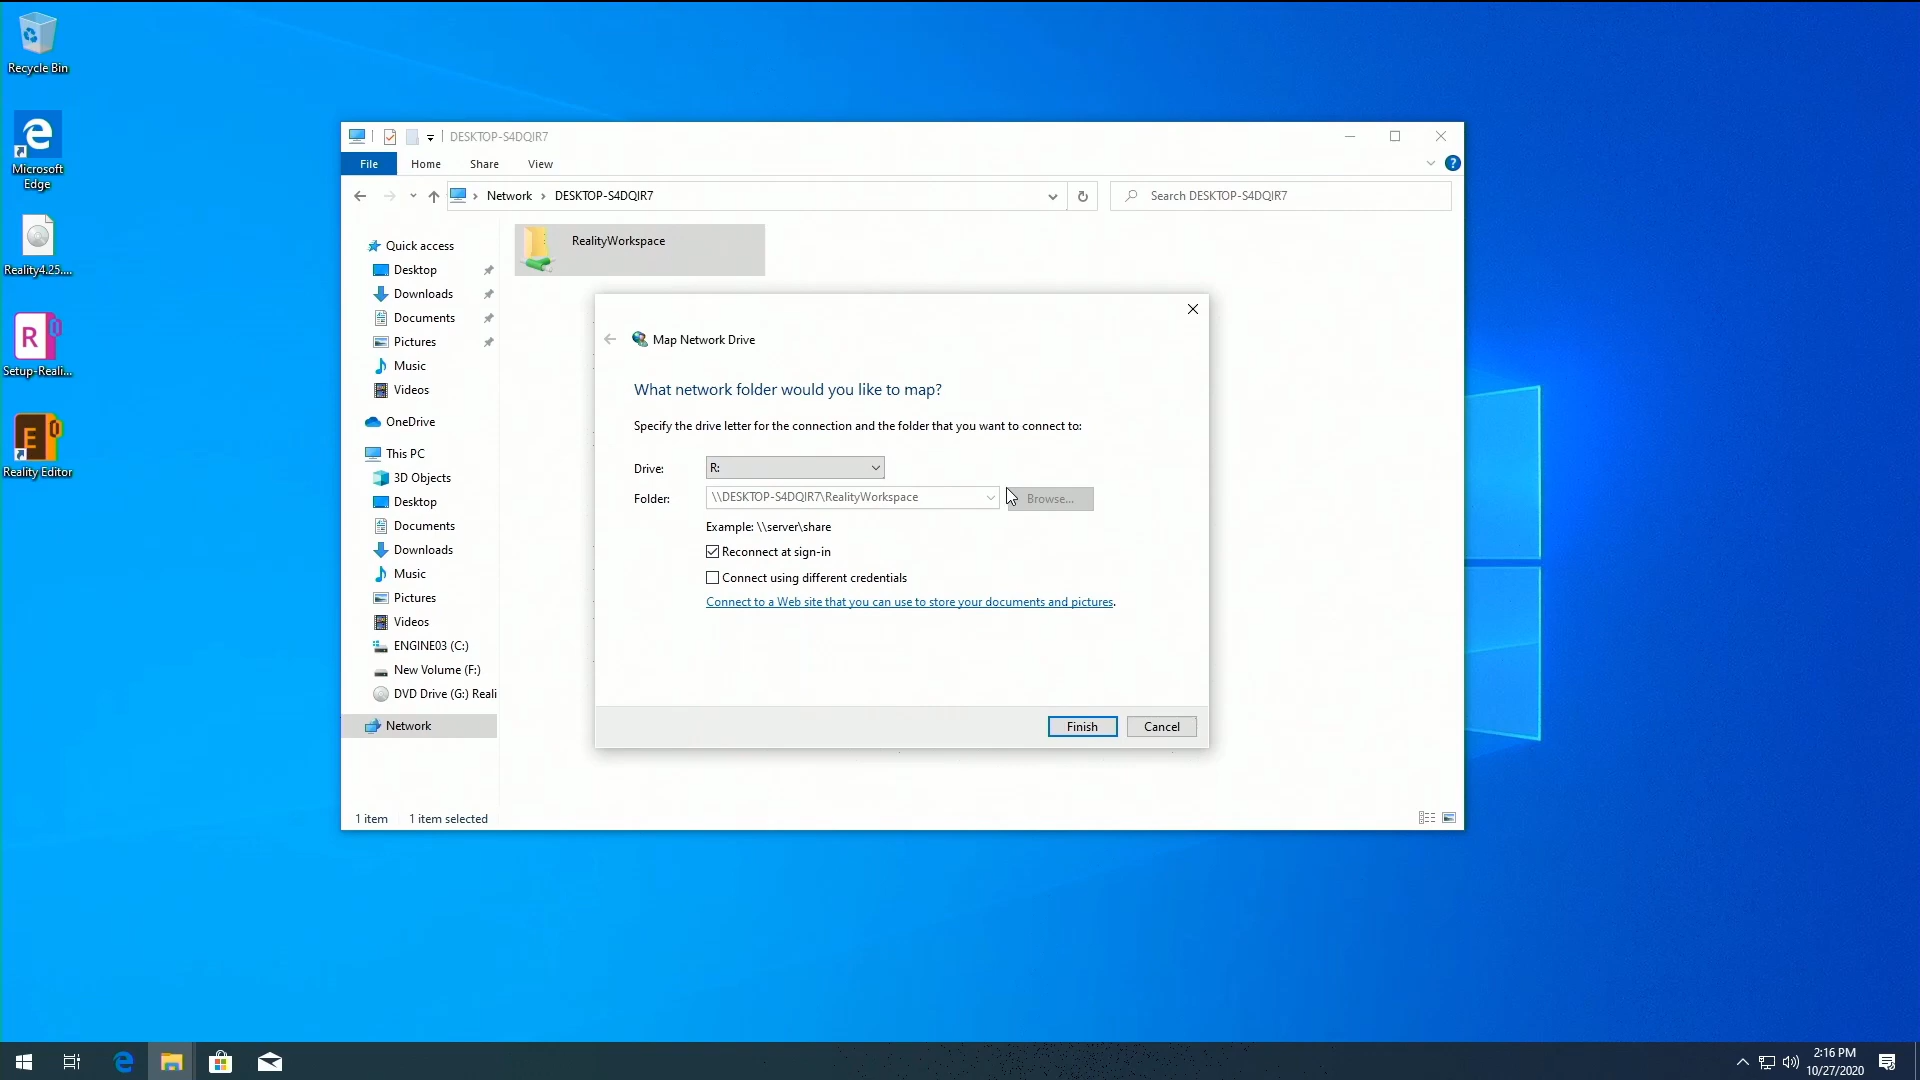 Recycle Bin
Microsoft
Edge
Reality4.25....
Setup-Reali...
Reality Editor
DESKTOP-S4DQIR7
File Home Share View
Network > DESKTOP-S4DQIR7
Search DESKTOP-S4DQIR7
Quick access
Desktop
Downloads
Documents
Pictures
Music
Videos
OneDrive
This PC
3D Objects
Desktop
Documents
Downloads
Music
Pictures
Videos
ENGINE03 (C:)
New Volume (F:)
DVD Drive (G:) Reali
Network
RealityWorkspace
Map Network Drive
What network folder would you like to map?
Specify the drive letter for the connection and the folder that you want to connect to:
Drive: R:
Folder: \\DESKTOP-S4DQIR7\RealityWorkspace Browse...
Example: \\server\share
Reconnect at sign-in
Connect using different credentials
Connect to a Web site that you can use to store your documents and pictures.
Finish Cancel
1 item 1 item selected
2:16 PM
10/27/2020